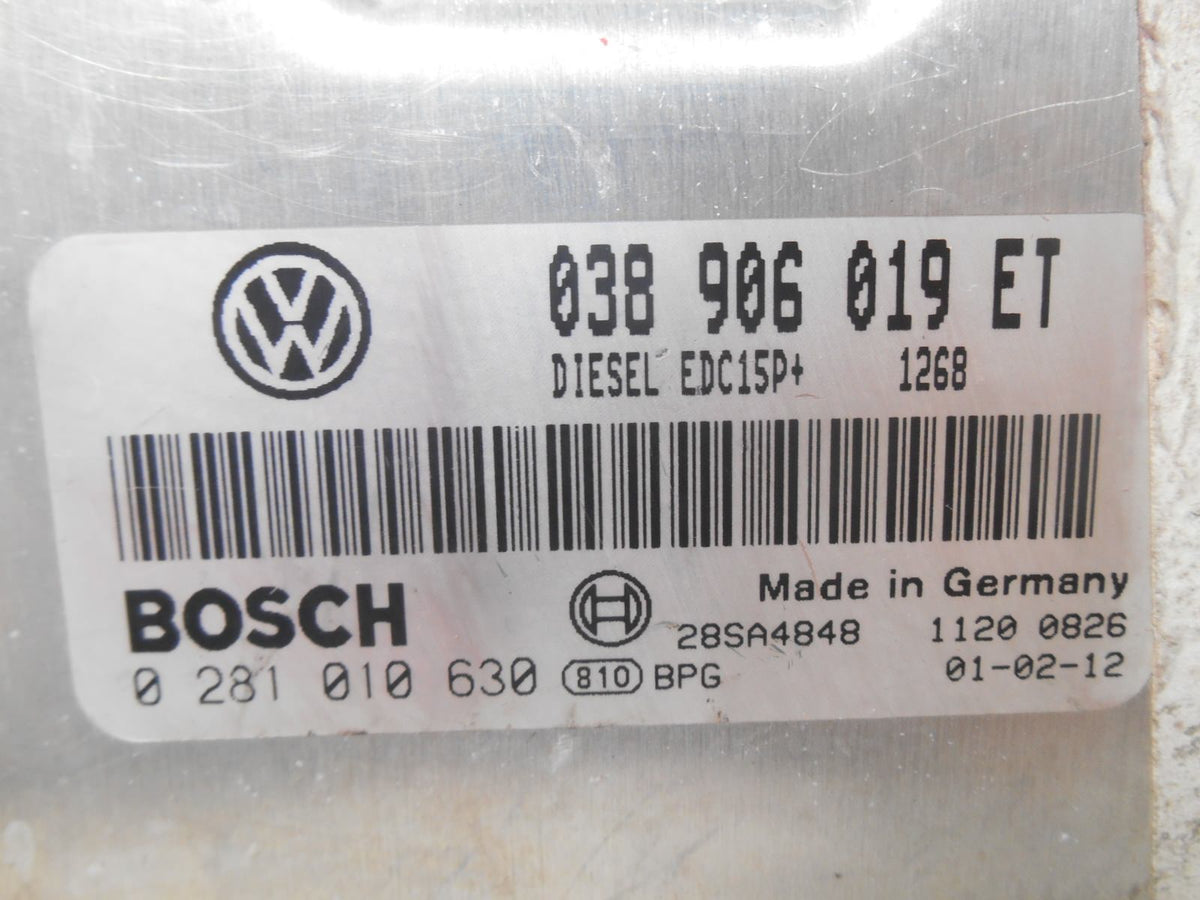 038 906 019 ET
DIESEL EDC15P+ 1268
BOSCH
Made in Germany
28SA4848 1120 0826
0 281 010 630 810 BPG 01-02-12